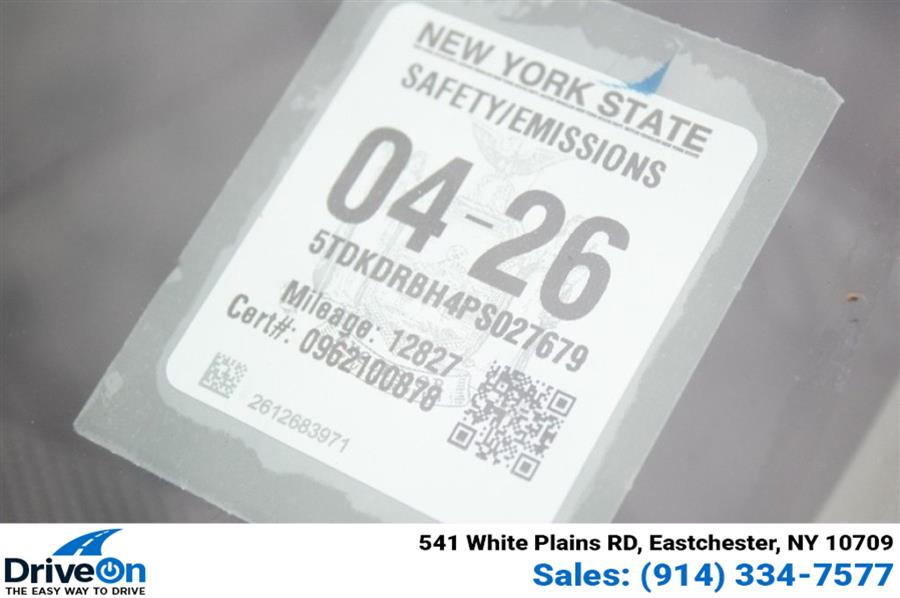 NEW YORK STATE
SAFETY/EMISSIONS
04-26
5TDKDRBH4PS027679
Mileage: 12827
Cert#: 0962100878
2612683971
DriveOn
THE EASY WAY TO DRIVE
541 White Plains RD, Eastchester, NY 10709
Sales: (914) 334-7577